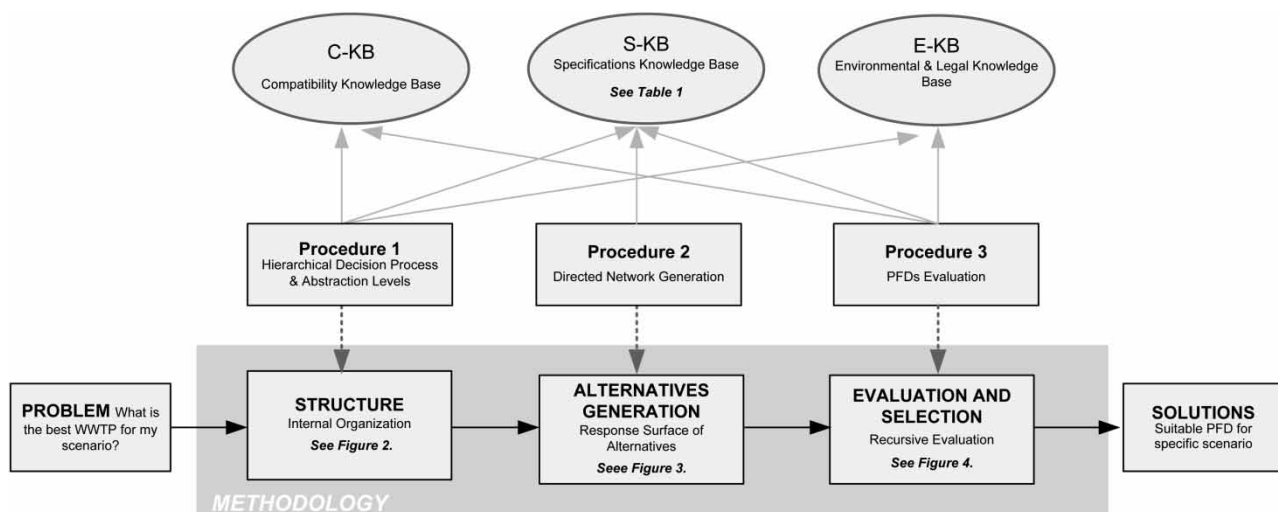 C-KB
Compatibility Knowledge Base
S-KB
Specifications Knowledge Base
See Table 1
E-KB
Environmental & Legal Knowledge
Base
Procedure 1
Hierarchical Decision Process
& Abstraction Levels
Procedure 2
Directed Network Generation
Procedure 3
PFDs Evaluation
PROBLEM What is
the best WWTP for my
scenario?
STRUCTURE
Internal Organization
See Figure 2.
ALTERNATIVES
GENERATION
Response Surface of
Alternatives
Seee Figure 3.
EVALUATION AND
SELECTION
Recursive Evaluation
See Figure 4.
SOLUTIONS
Suitable PFD for
specific scenario
METHODOLOGY